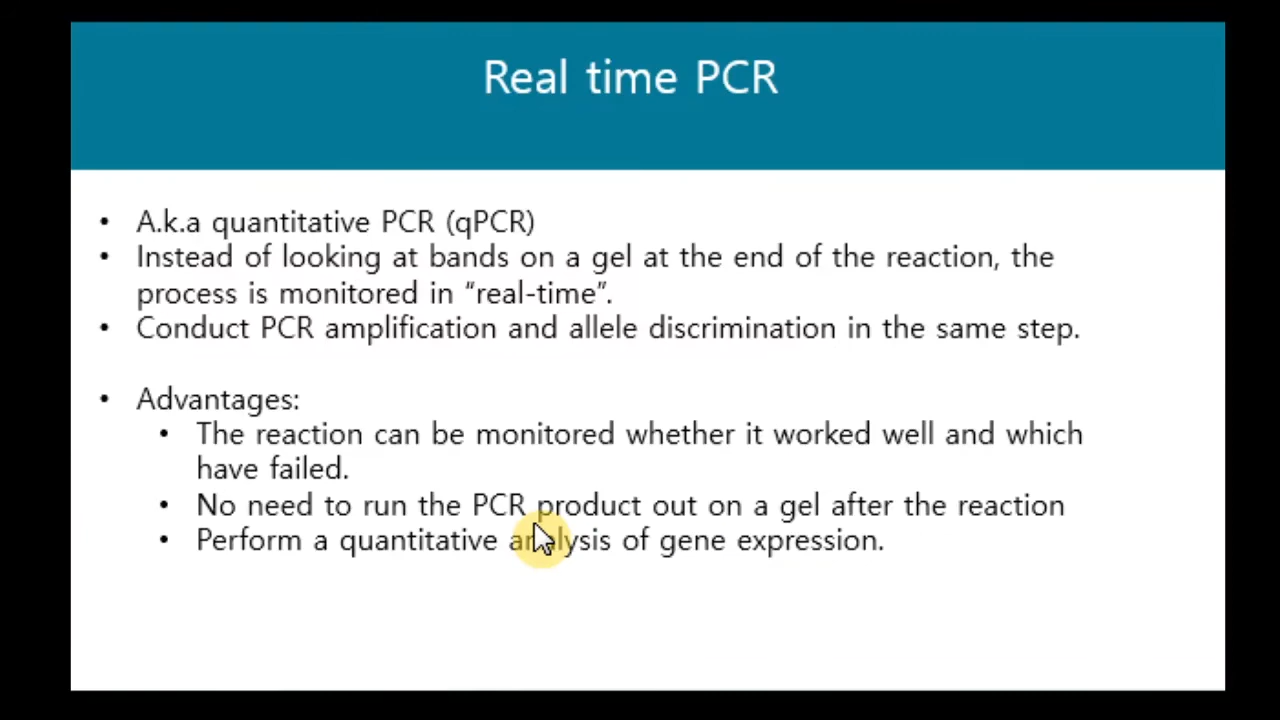 Real time PCR
• A.k.a quantitative PCR (qPCR)
• Instead of looking at bands on a gel at the end of the reaction, the
process is monitored in “real-time”.
• Conduct PCR amplification and allele discrimination in the same step.
• Advantages:
• The reaction can be monitored whether it worked well and which
have failed.
• No need to run the PCR product out on a gel after the reaction
• Perform a quantitative analysis of gene expression.